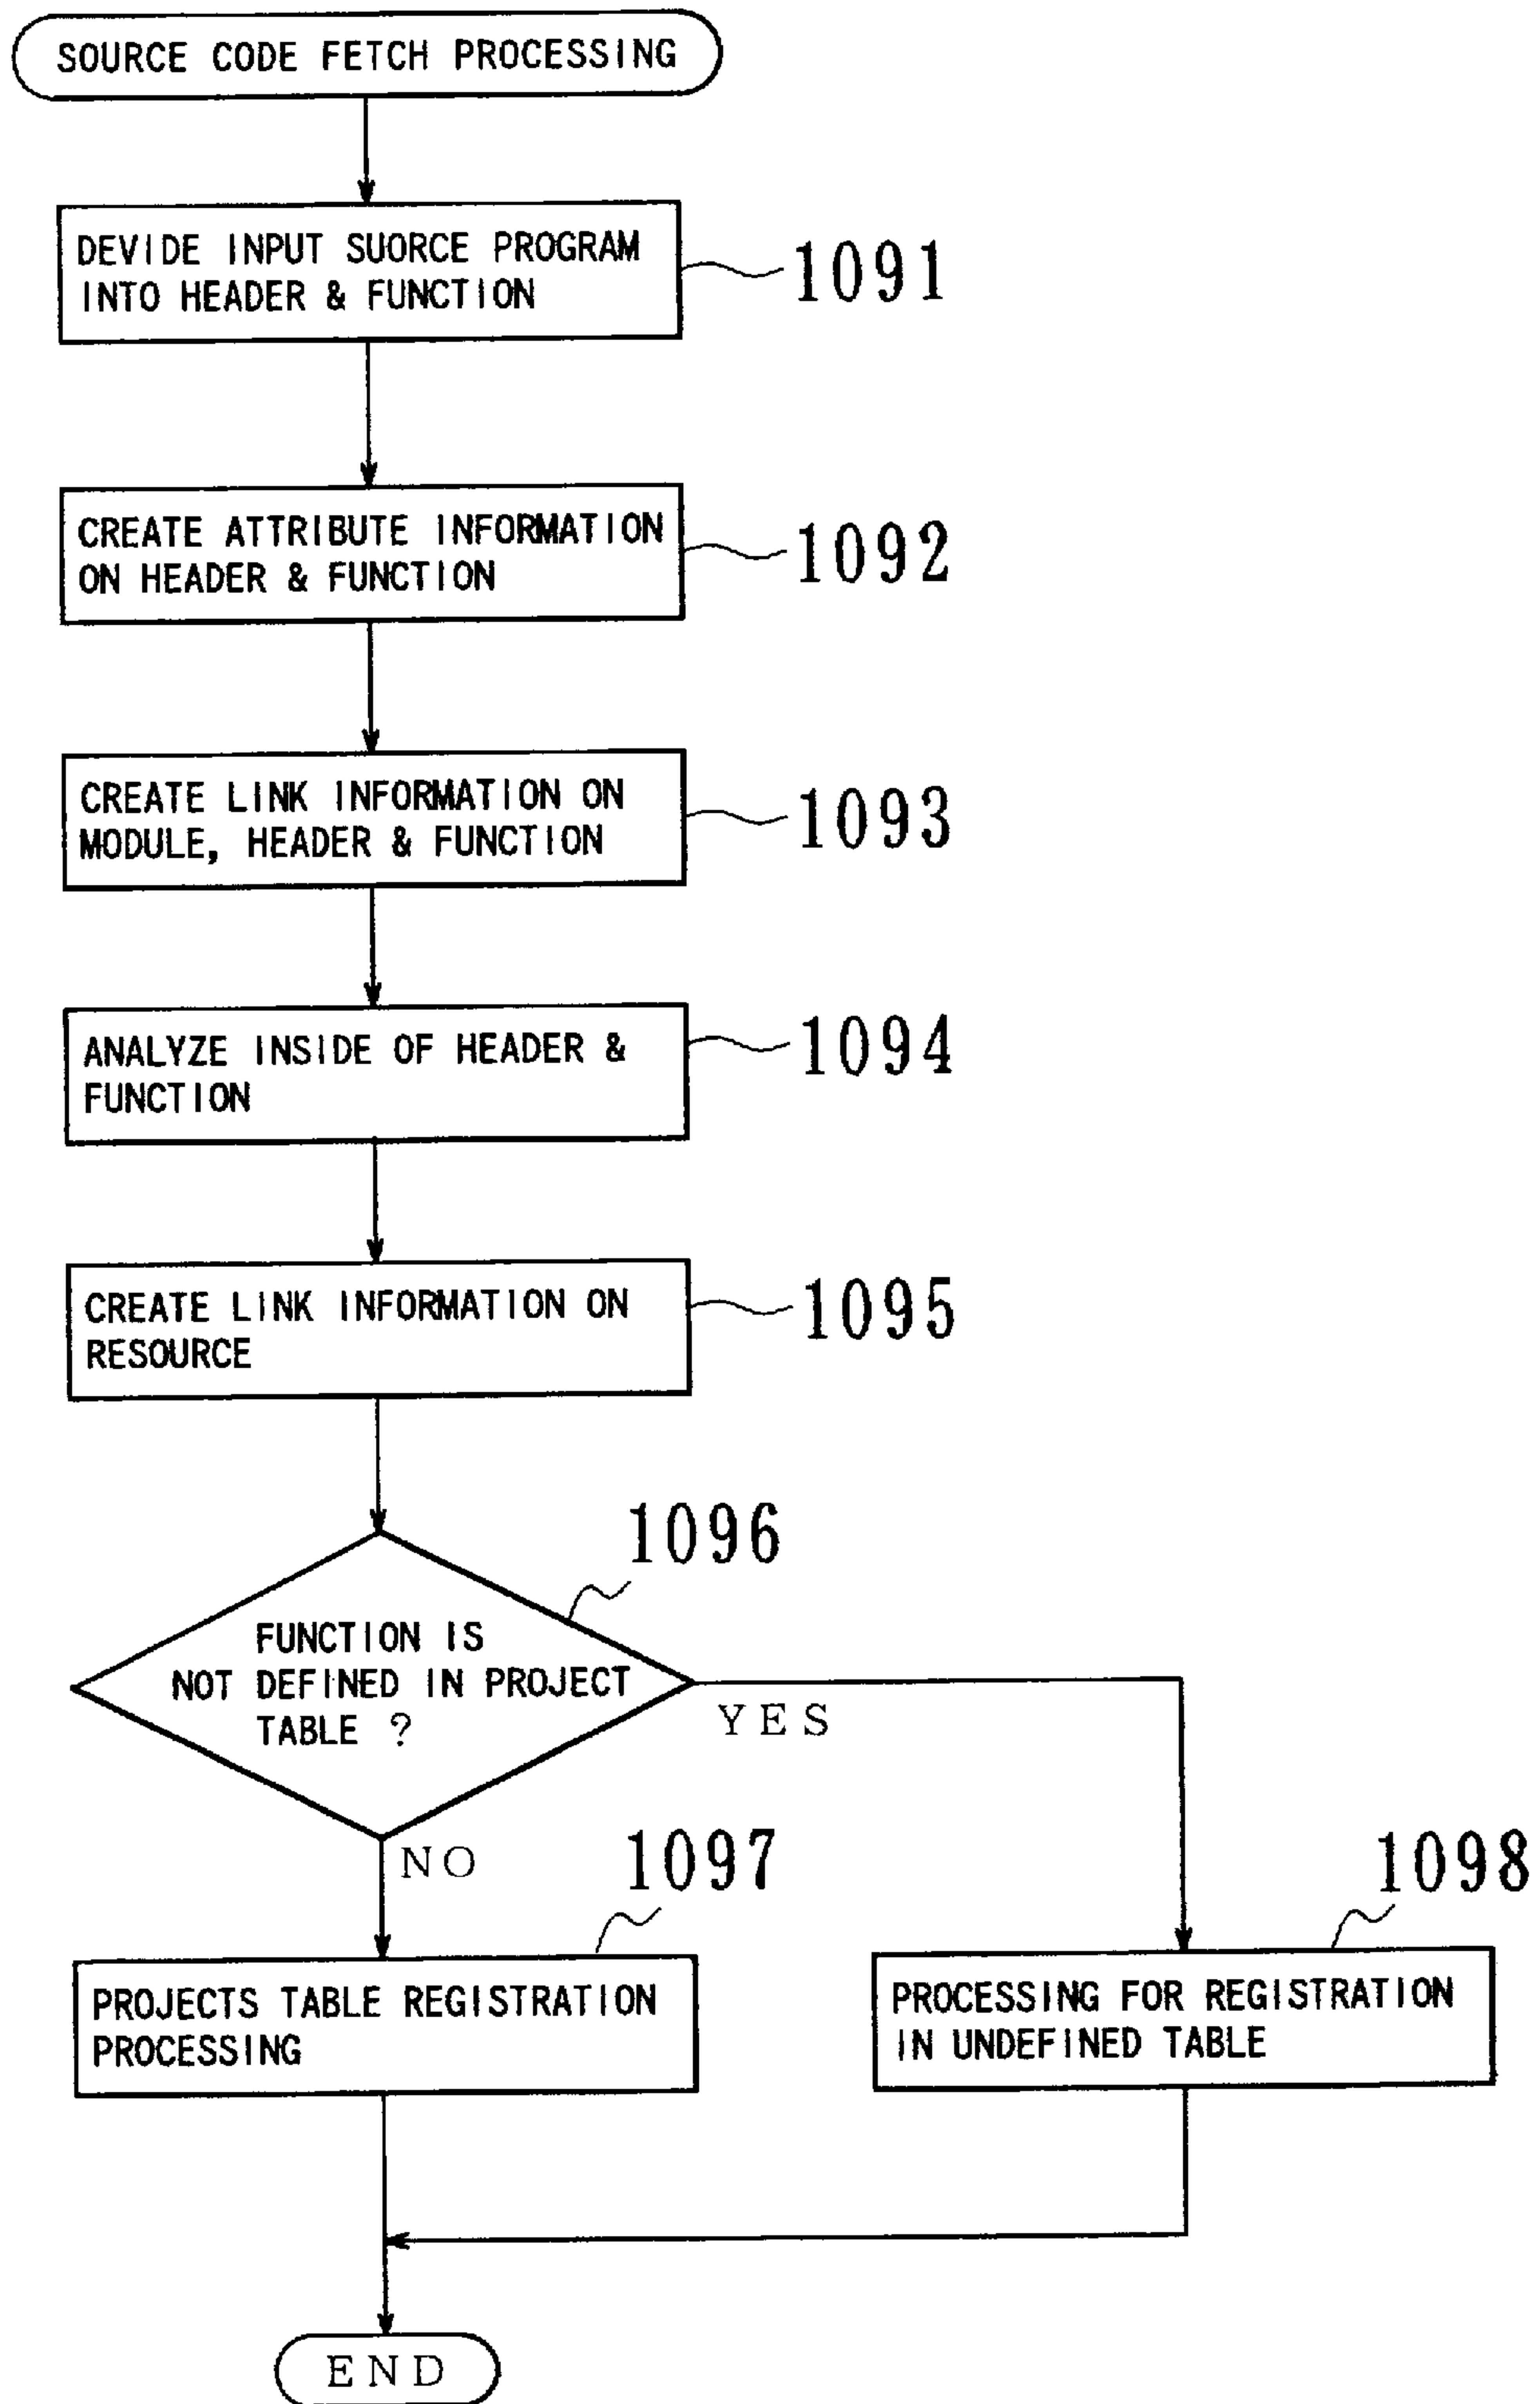 SOURCE CODE FETCH PROCESSING
DEVIDE INPUT SUORCE PROGRAM
INTO HEADER & FUNCTION
1091
CREATE ATTRIBUTE INFORMATION
ON HEADER & FUNCTION
1092
CREATE LINK INFORMATION ON
MODULE, HEADER & FUNCTION
1093
ANALYZE INSIDE OF HEADER &
FUNCTION
1094
CREATE LINK INFORMATION ON
RESOURCE
1095
1096
FUNCTION IS
NOT DEFINED IN PROJECT
TABLE ?
YES
NO
1097
PROJECTS TABLE REGISTRATION
PROCESSING
1098
PROCESSING FOR REGISTRATION
IN UNDEFINED TABLE
END